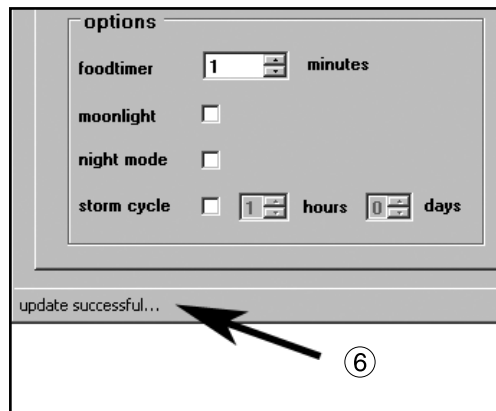 options
foodtimer 1 minutes
moonlight
night mode
storm cycle 1 hours 0 days
update successful...
6